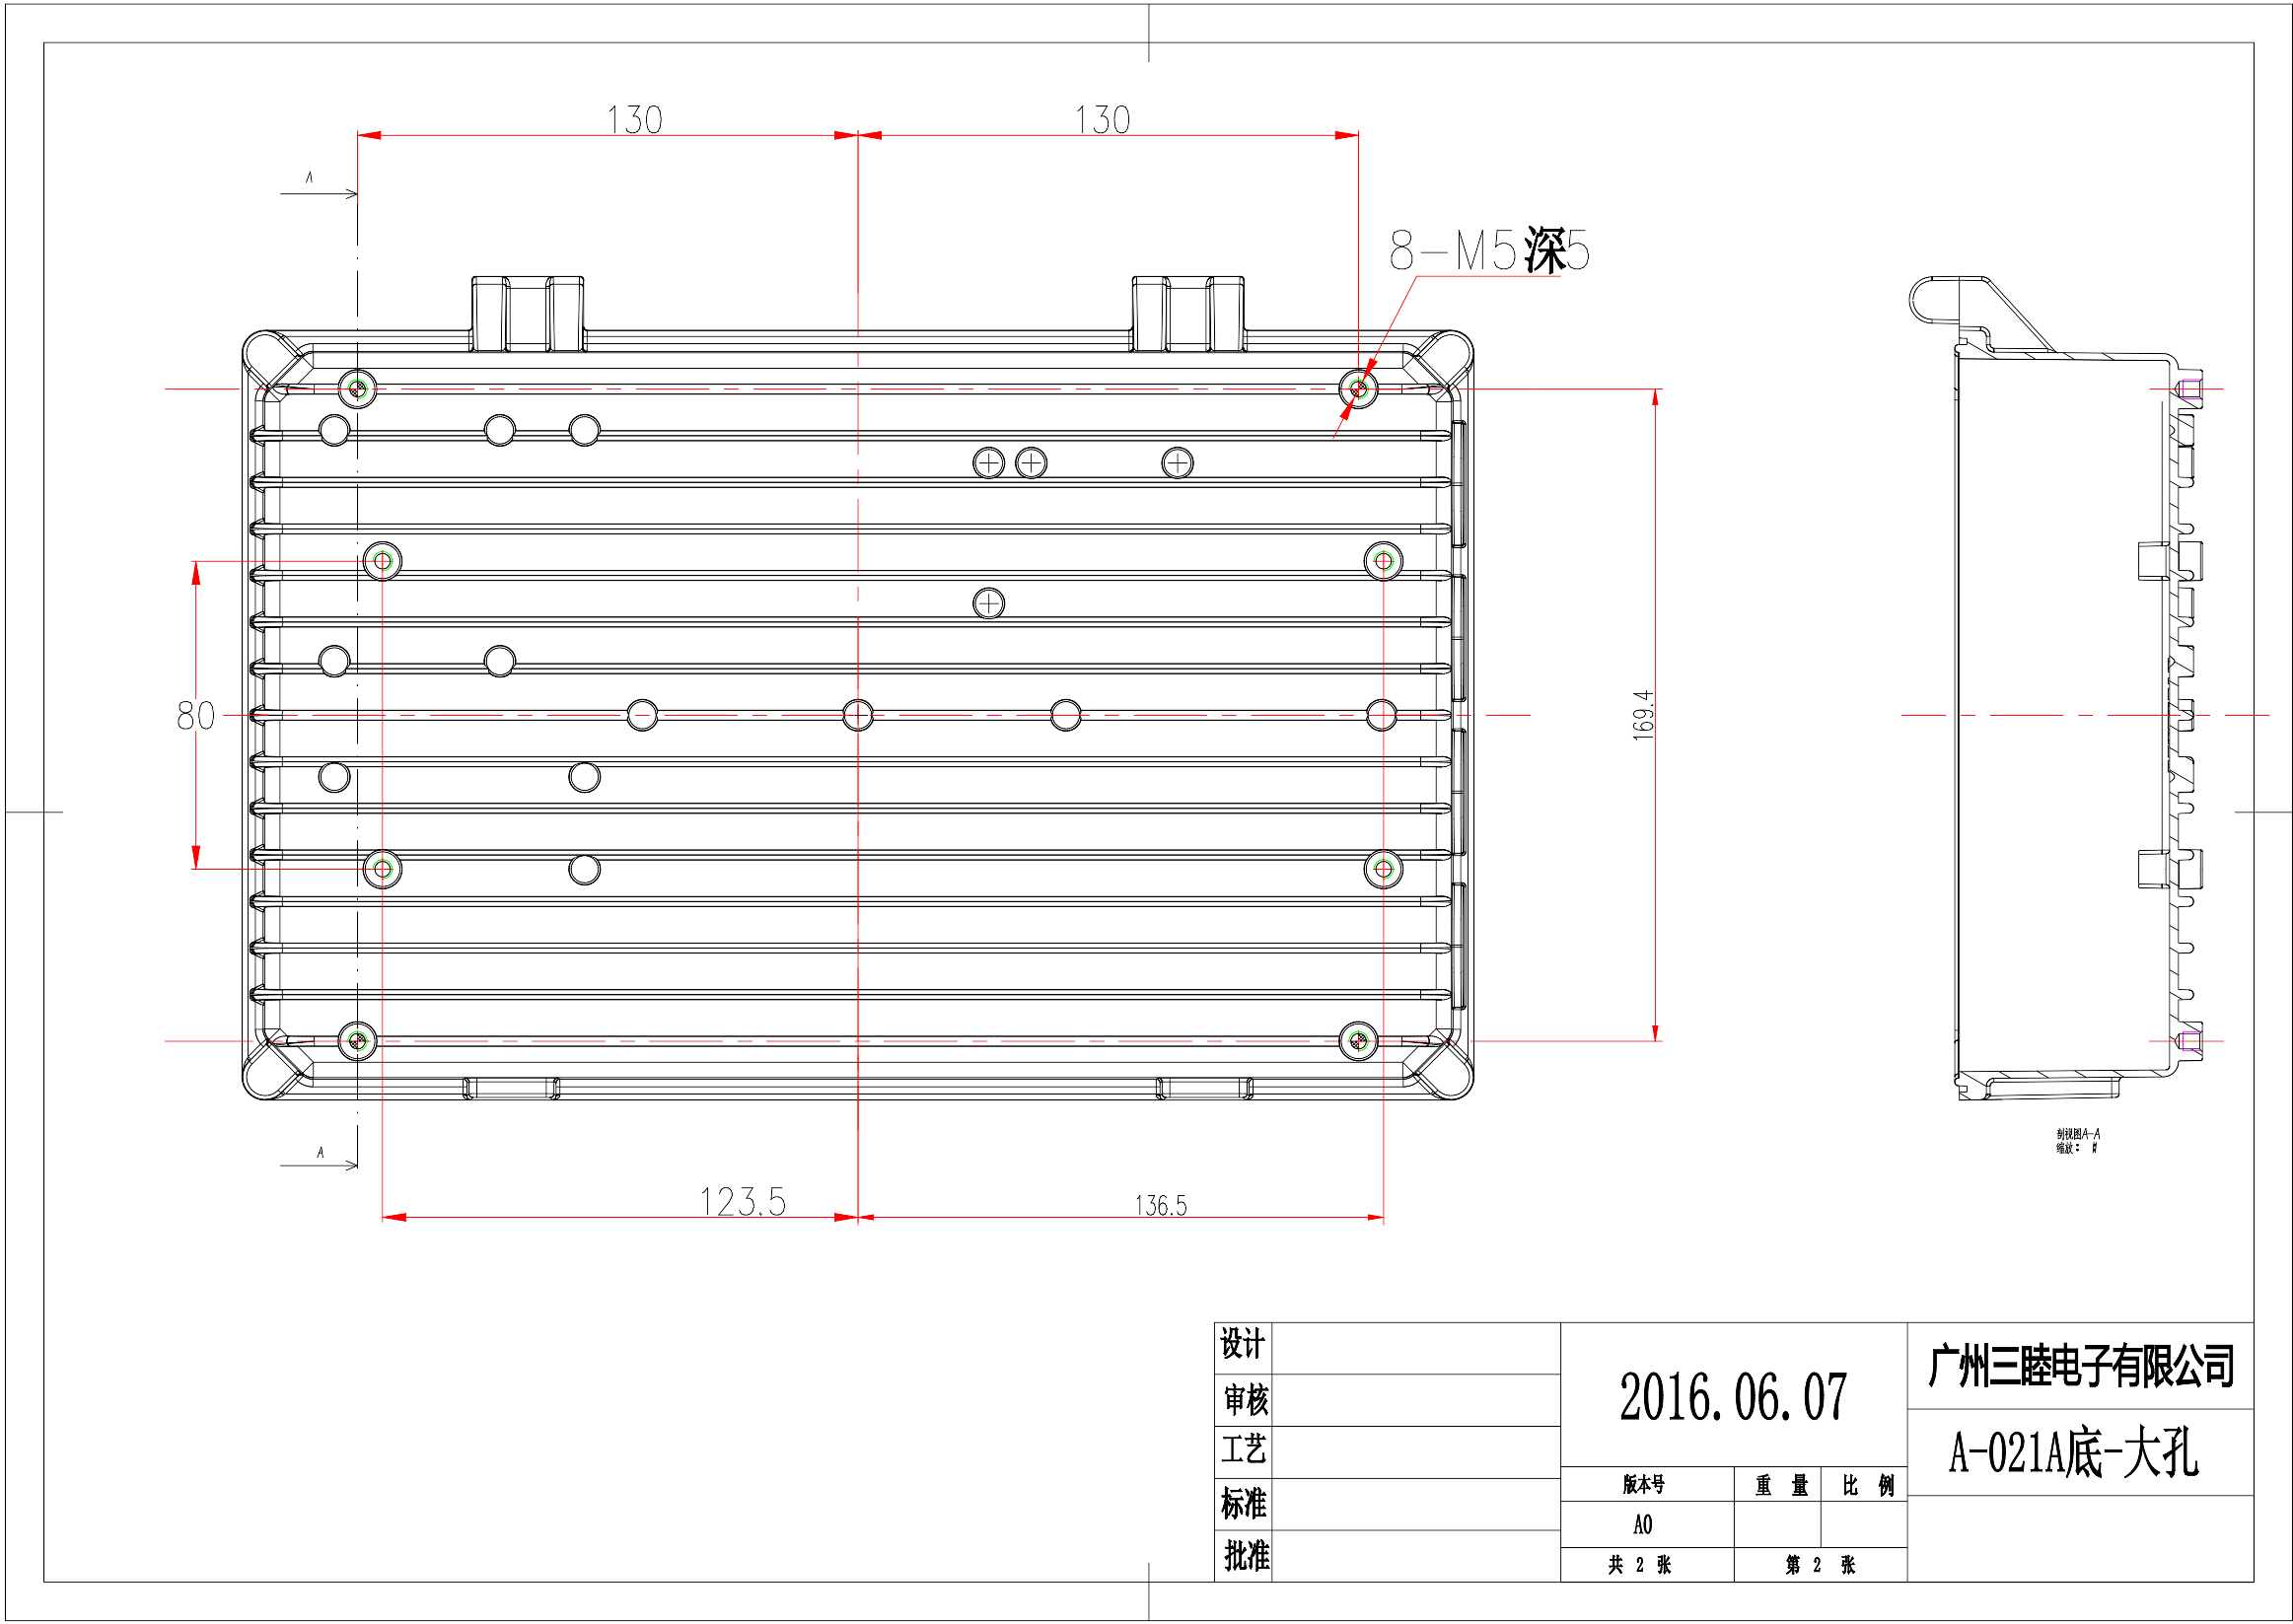 130
130
A
8-M5深5
80
169.4
A
剖视图A-A
缩放：
123.5
136.5
设计
审核
工艺
标准
批准
2016.06.07
版本号
重 量
比 例
A0
共 2 张
第 2 张
广州三睦电子有限公司
A-021A底-大孔